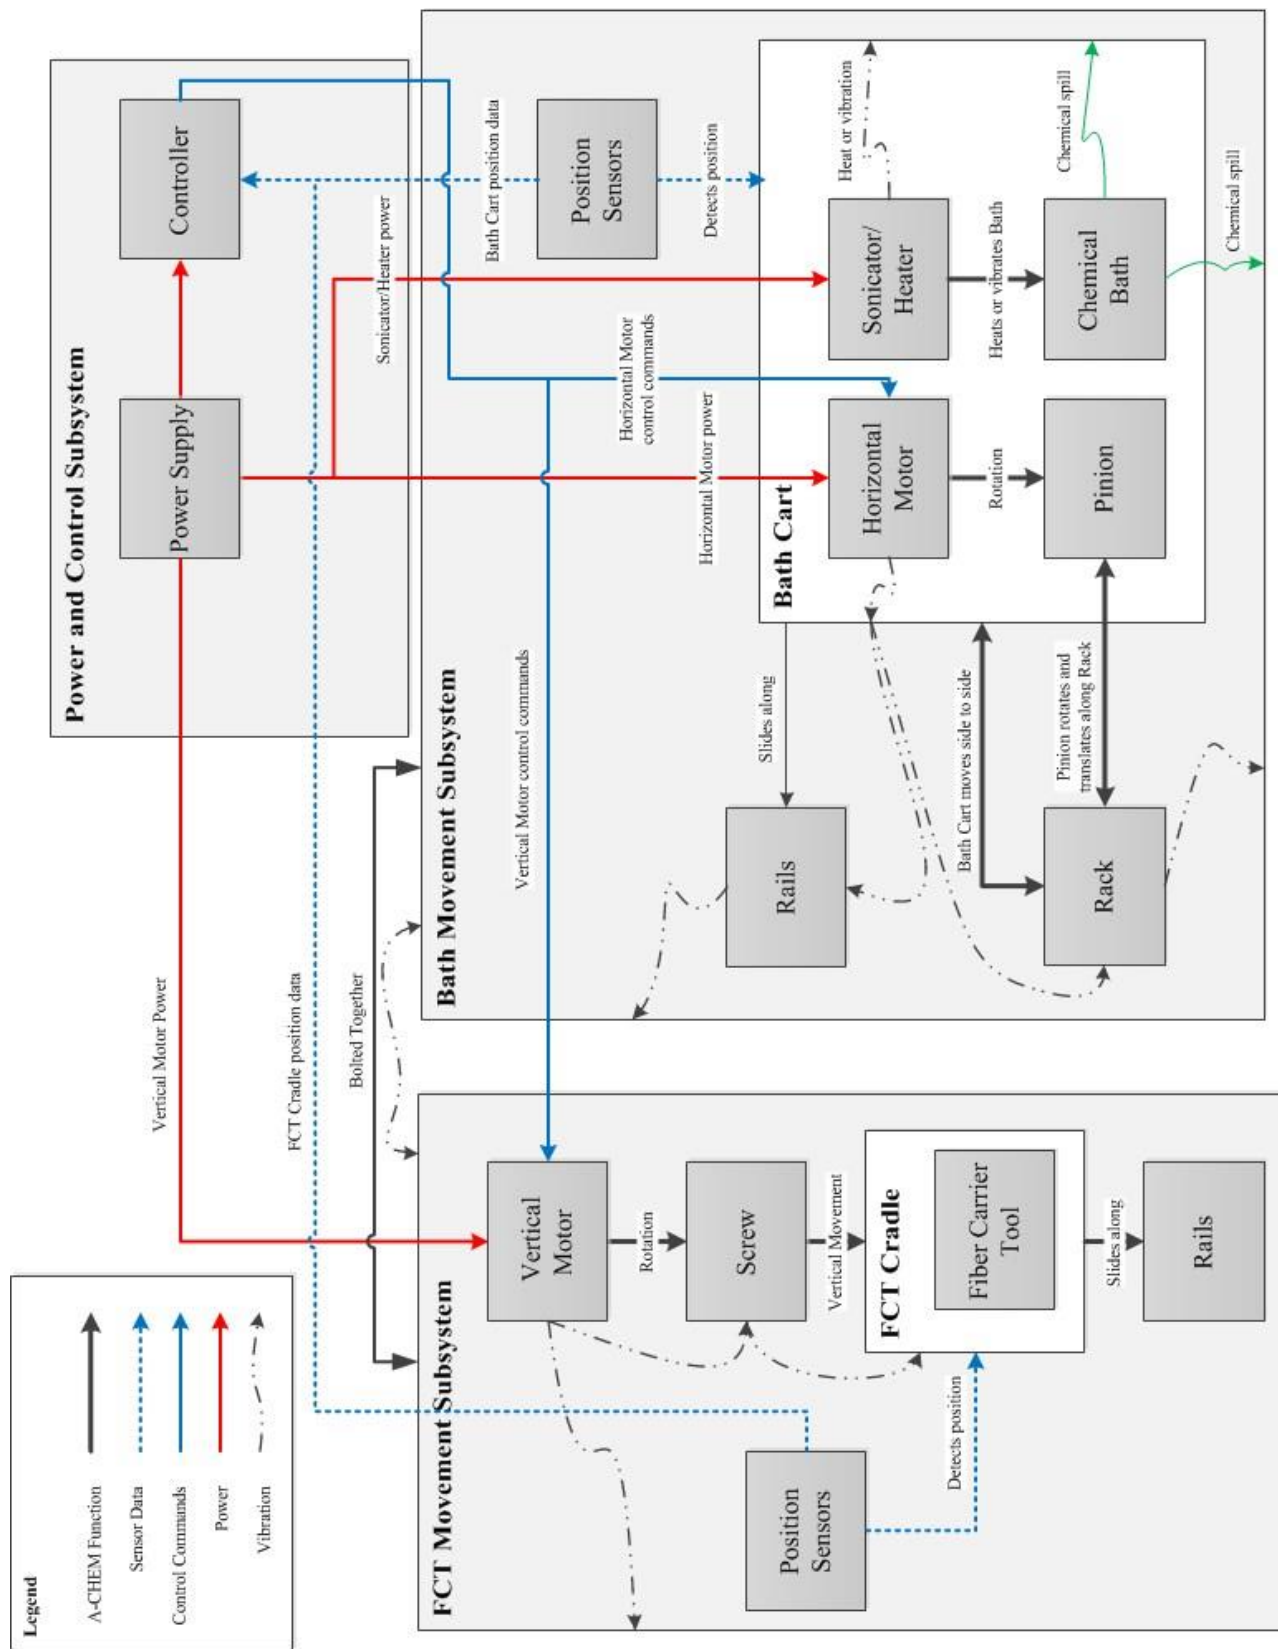 Legend
A-CHEM Function
Sensor Data
Control Commands
Power
Vibration
Power and Control Subsystem
Power Supply
Controller
Vertical Motor Power
FCT Cradle position data
Bolted Together
Sonicator/Heater power
Bath Cart position data
Horizontal Motor
control commands
Horizontal Motor power
Vertical Motor control commands
FCT Movement Subsystem
Vertical
Motor
Rotation
Screw
Vertical Movement
FCT Cradle
Fiber Carrier
Tool
Slides along
Rails
Position
Sensors
Detects position
Bath Movement Subsystem
Position
Sensors
Detects position
Rails
Slides along
Rack
Bath Cart moves side to side
Pinion rotates and
translates along Rack
Bath Cart
Horizontal
Motor
Rotation
Pinion
Sonicator/
Heater
Heat or vibration
Heats or vibrates Bath
Chemical
Bath
Chemical spill
Chemical spill